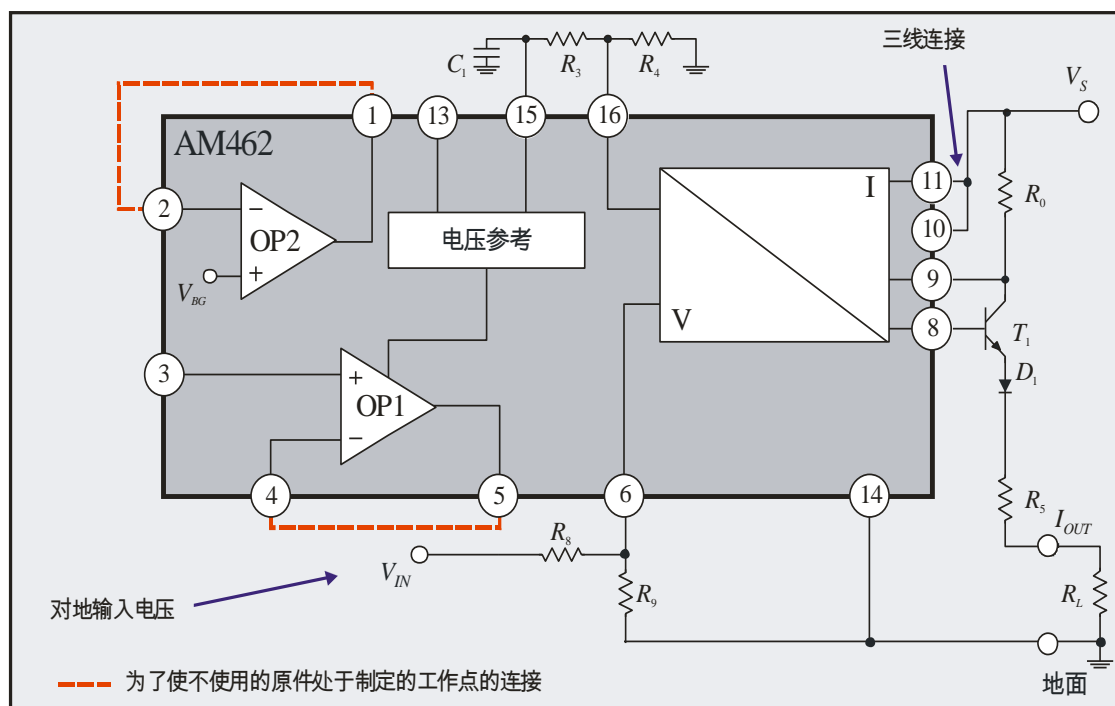 三线连接
C1
R3
R4
VS
1
13
15
16
AM462
I
11
R0
2
−
OP2
+
VBG
电压参考
10
9
V
8
T1
D1
3
+
OP1
−
4
5
6
14
R5
IOUT
R8
VIN
R9
RL
对地输入电压
为了使不使用的原件处于制定的工作点的连接
地面